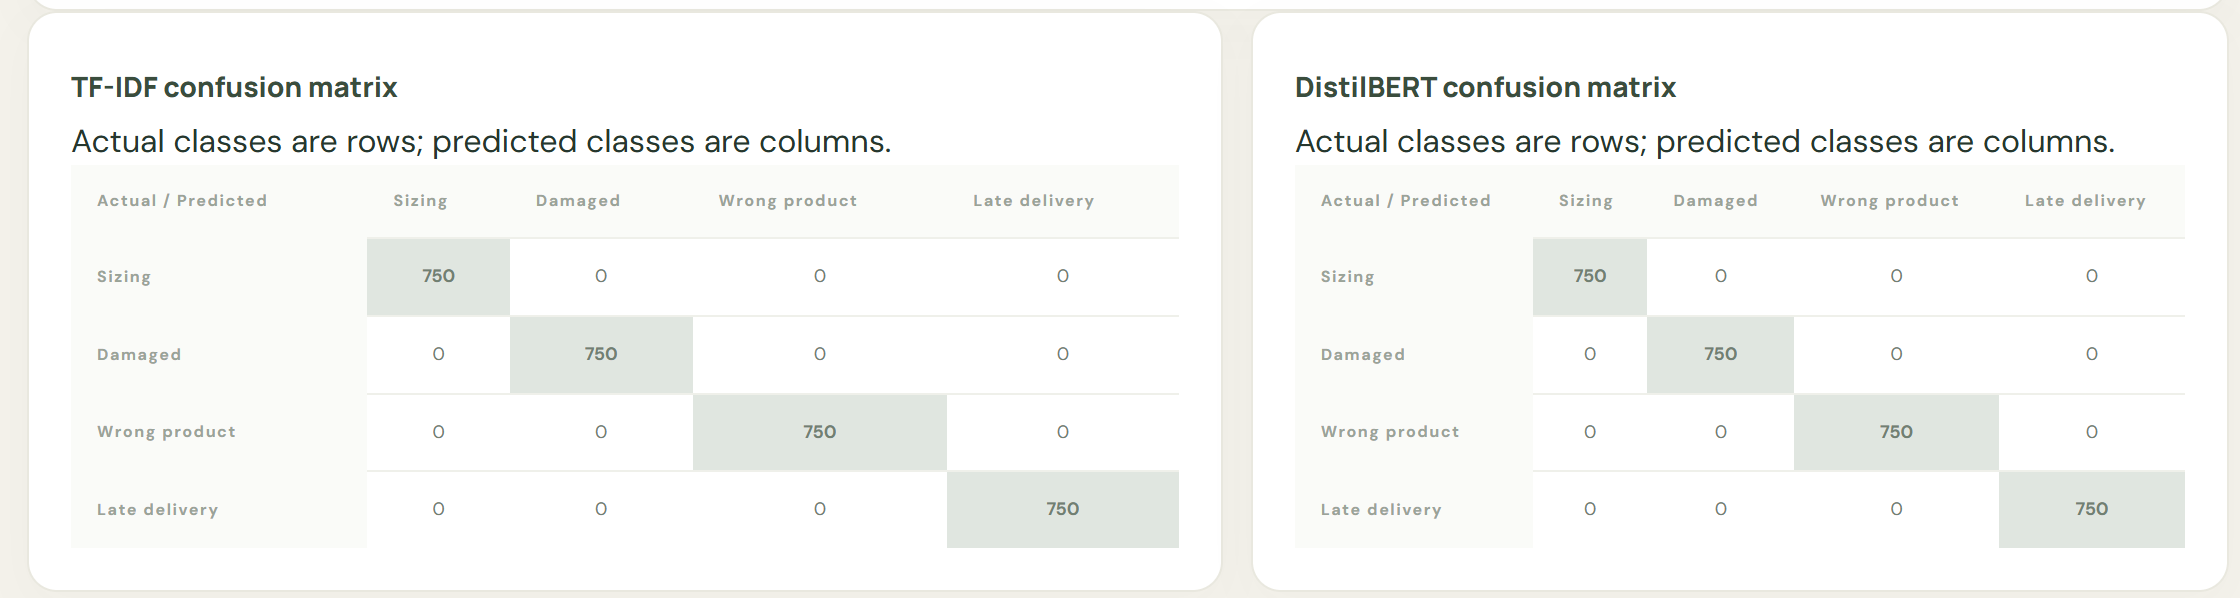 TF-IDF confusion matrix
Actual classes are rows; predicted classes are columns.
Actual / Predicted Sizing Damaged Wrong product Late delivery
Sizing 750 0 0 0
Damaged 0 750 0 0
Wrong product 0 0 750 0
Late delivery 0 0 0 750
DistilBERT confusion matrix
Actual classes are rows; predicted classes are columns.
Actual / Predicted Sizing Damaged Wrong product Late delivery
Sizing 750 0 0 0
Damaged 0 750 0 0
Wrong product 0 0 750 0
Late delivery 0 0 0 750